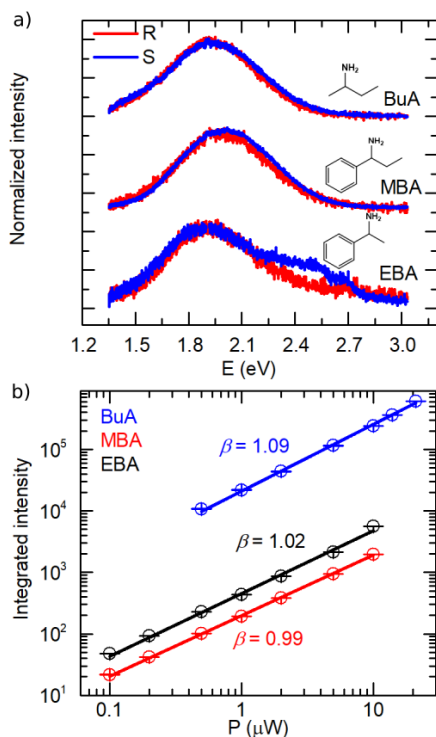 a)
Normalized intensity
R
S
NH2
BuA
NH2
MBA
NH2
EBA
1.2 1.5 1.8 2.1 2.4 2.7 3.0
E (eV)
b)
Integrated intensity
BuA
MBA
EBA
β = 1.09
β = 1.02
β = 0.99
10^5
10^4
10^3
10^2
10^1
0.1 1 10
P (μW)